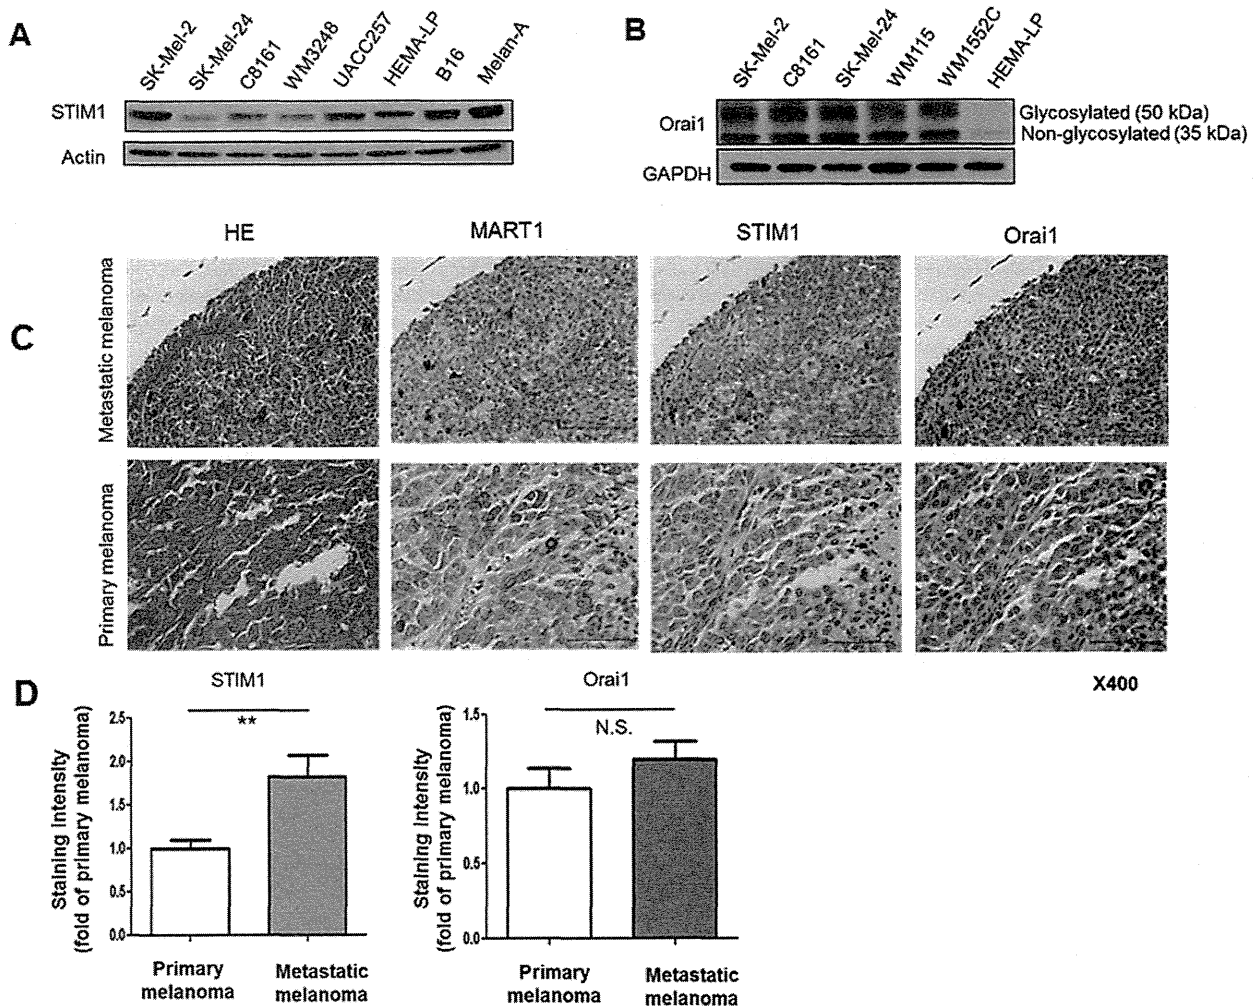 A
SK-Mel-2
SK-Mel-24
C8161
WM3248
UACC257
HEMA-LP
B16
Melan-A
STIM1
Actin
B
SK-Mel-2
C8161
SK-Mel-24
WM115
WM1552C
HEMA-LP
Orai1
Glycosylated (50 kDa)
Non-glycosylated (35 kDa)
GAPDH
C
HE
MART1
STIM1
Orai1
Metastatic melanoma
Primary melanoma
X400
D
STIM1
**
Staining Intensity
(fold of primary melanoma)
2.5
2.0
1.5
1.0
0.5
0.0
Primary
melanoma
Metastatic
melanoma
Orai1
N.S.
Staining Intensity
(fold of primary melanoma)
1.5
1.0
0.5
0.0
Primary
melanoma
Metastatic
melanoma